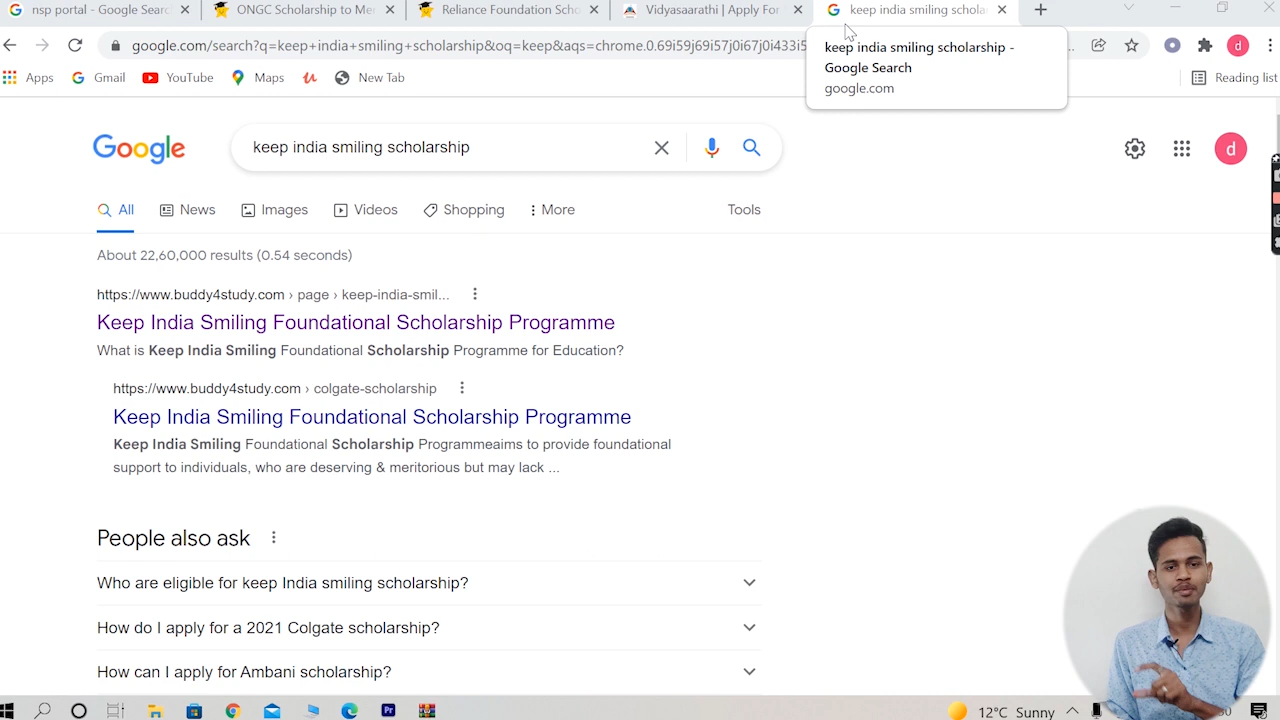 nsp portal - Google Searc
ONGC Scholarship to Mer
Reliance Foundation Scho
Vidyasaarathi | Apply For
keep india smiling schola
google.com/search?q=keep+india+smiling+scholarship&oq=keep&aqs=chrome.0.69i59j69i57j0i67j0i433i5
keep india smiling scholarship -
Google Search
google.com
d
Apps
Gmail
YouTube
Maps
New Tab
Reading list
Google
keep india smiling scholarship
d
All
News
Images
Videos
Shopping
More
Tools
About 22,60,000 results (0.54 seconds)
https://www.buddy4study.com › page › keep-india-smil...
Keep India Smiling Foundational Scholarship Programme
What is Keep India Smiling Foundational Scholarship Programme for Education?
https://www.buddy4study.com › colgate-scholarship
Keep India Smiling Foundational Scholarship Programme
Keep India Smiling Foundational Scholarship Programmeaims to provide foundational
support to individuals, who are deserving & meritorious but may lack ...
People also ask
Who are eligible for keep India smiling scholarship?
How do I apply for a 2021 Colgate scholarship?
How can I apply for Ambani scholarship?
Pr
12°C Sunny